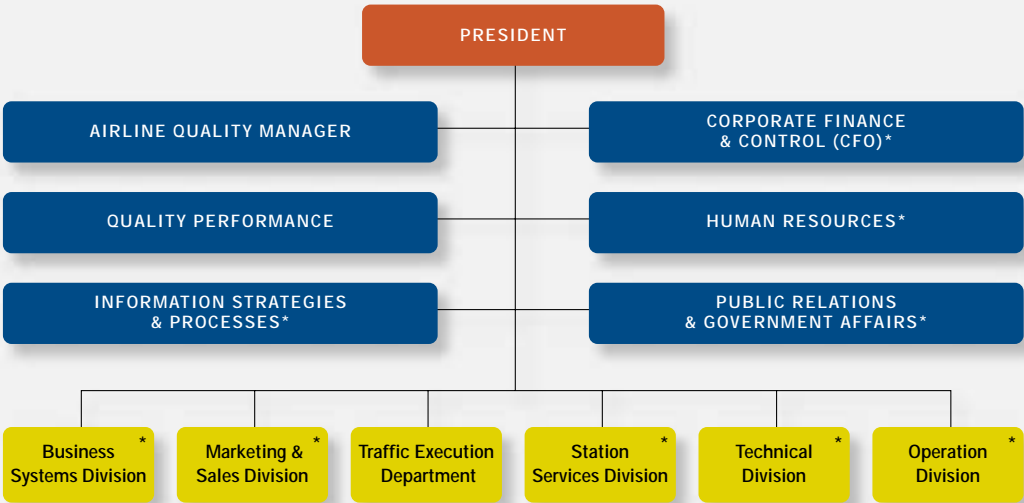 PRESIDENT
AIRLINE QUALITY MANAGER
CORPORATE FINANCE
& CONTROL (CFO)*
QUALITY PERFORMANCE
HUMAN RESOURCES*
INFORMATION STRATEGIES
& PROCESSES*
PUBLIC RELATIONS
& GOVERNMENT AFFAIRS*
Business *
Systems Division
Marketing & *
Sales Division
Traffic Execution
Department
Station *
Services Division
Technical *
Division
Operation *
Division